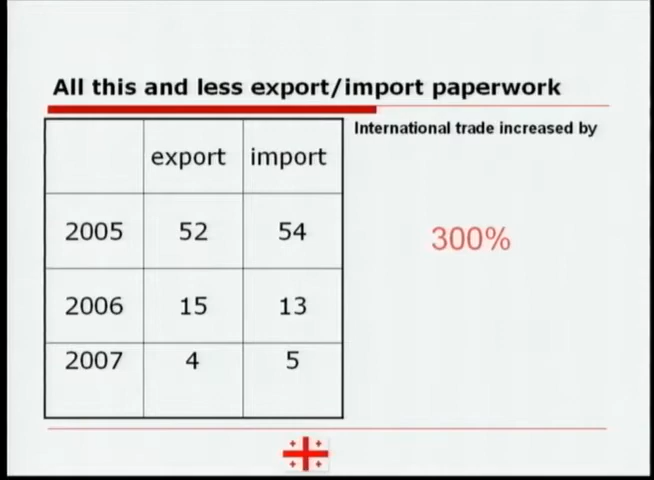 All this and less export/import paperwork
International trade increased by
export import
2005 52 54
2006 15 13
2007 4 5
300%